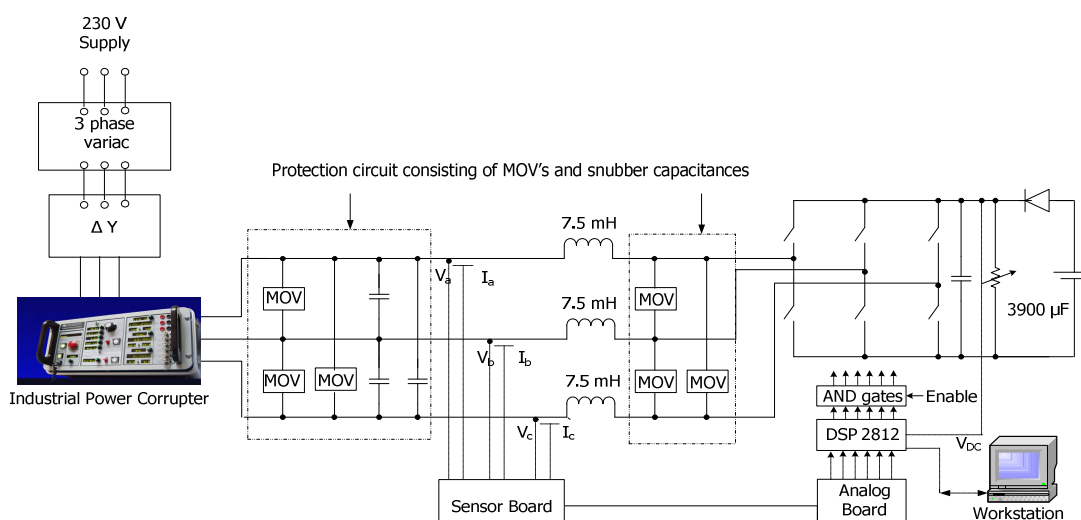 230 V
Supply
3 phase
variac
Δ Y
Industrial Power Corrupter
Protection circuit consisting of MOV's and snubber capacitances
MOV
MOV
MOV
Va
Ia
Vb
Ib
Vc
Ic
7.5 mH
7.5 mH
7.5 mH
MOV
MOV
MOV
3900 µF
AND gates
Enable
DSP 2812
VDC
Sensor Board
Analog
Board
Workstation